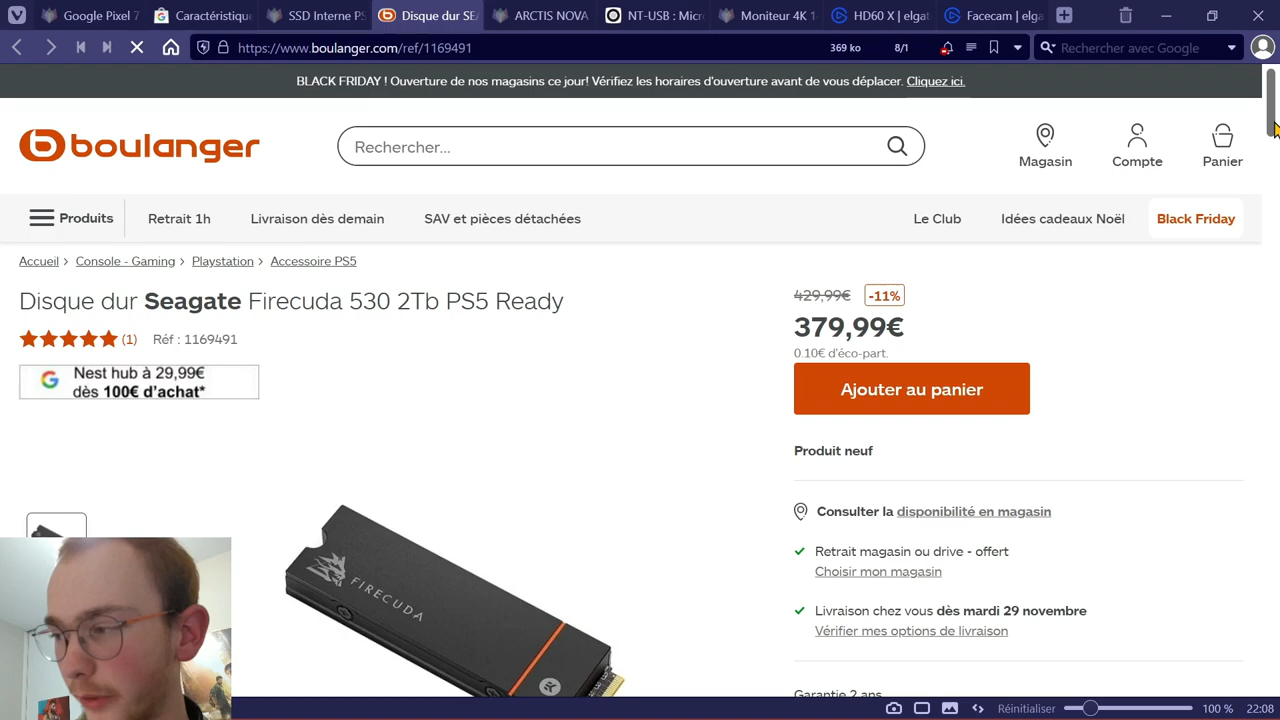 Google Pixel 7
Caractéristiqu
SSD Interne PS
Disque dur SEA
ARCTIS NOVA
NT-USB : Micr
Moniteur 4K 14
HD60 X | elgat
Facecam | elga
https://www.boulanger.com/ref/1169491
369 ko
8/1
Rechercher avec Google
BLACK FRIDAY ! Ouverture de nos magasins ce jour! Vérifiez les horaires d'ouverture avant de vous déplacer. Cliquez ici.
boulanger
Rechercher...
Magasin
Compte
Panier
Produits
Retrait 1h
Livraison dès demain
SAV et pièces détachées
Le Club
Idées cadeaux Noël
Black Friday
Accueil > Console - Gaming > Playstation > Accessoire PS5
Disque dur Seagate Firecuda 530 2Tb PS5 Ready
(1) Réf : 1169491
Nest hub à 29,99€
dès 100€ d'achat*
429,99€ -11%
379,99€
0.10€ d'éco-part.
Ajouter au panier
Produit neuf
Consulter la disponibilité en magasin
Retrait magasin ou drive - offert
Choisir mon magasin
Livraison chez vous dès mardi 29 novembre
Vérifier mes options de livraison
Garantie 2 ans
FIRECUDA
Réinitialiser
100 %
22:08